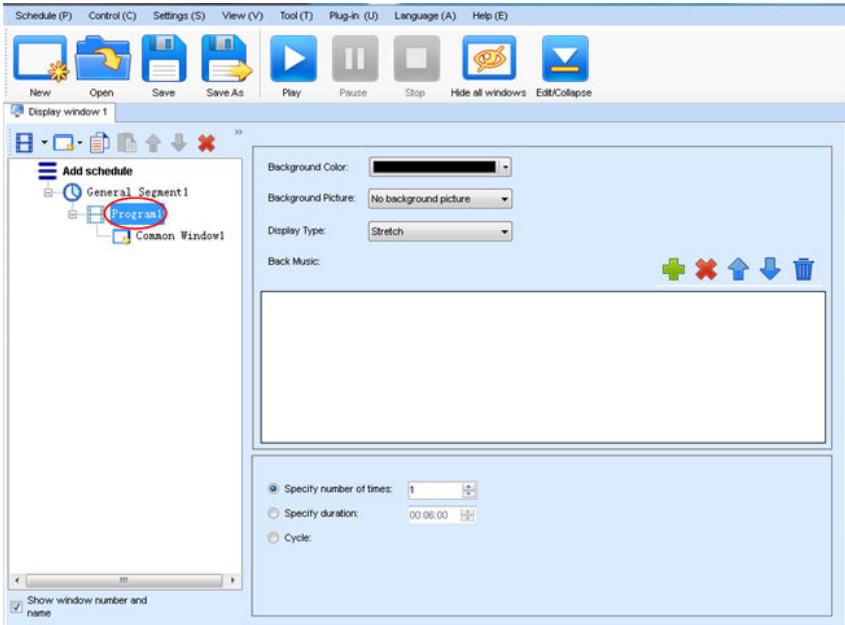 Schedule (P) Control (C) Settings (S) View (V) Tool (T) Plug-in (U) Language (A) Help (E)
New Open Save Save As Play Pause Stop Hide all windows Edit/Collapse
Display window 1
Add schedule
General Segment1
Program1
Common Window1
Background Color:
Background Picture: No background picture
Display Type: Stretch
Back Music:
Specify number of times: 1
Specify duration: 00:06:00
Cycle:
Show window number and
name